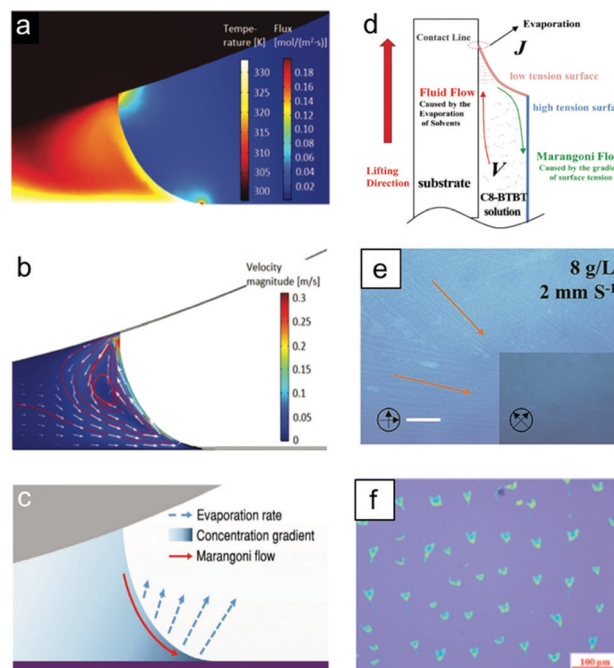 a
Tempe-
rature [K]
Flux
[mol/(m²·s)]
330
325
320
315
310
305
300
298
0.18
0.16
0.14
0.12
0.10
0.08
0.06
0.04
0.02
b
Velocity
magnitude [m/s]
0.3
0.25
0.2
0.15
0.1
0.05
0
c
Evaporation rate
Concentration gradient
Marangoni flow
d
Contact Line
Evaporation
J
low tension surface
Fluid Flow
Caused by the
Evaporation
of Solvents
high tension surfa
Marangoni Flo
Caused by the gradie
of surface tension
Lifting
Direction
substrate
V
C8-BTBT
solution
e
8 g/L
2 mm S⁻¹
f
100μm